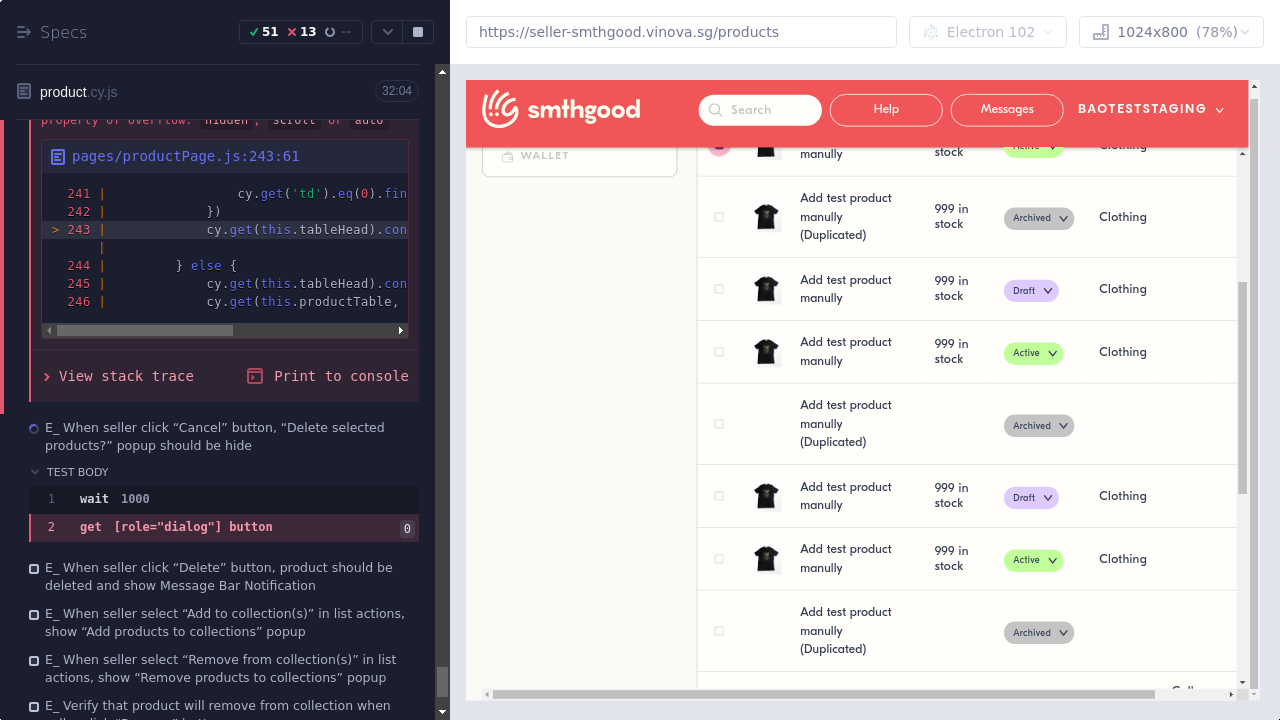 Specs
51
13
--
product.cy.js
32:04
property of overflow: hidden, scroll or auto
pages/productPage.js:243:61
241 | cy.get('td').eq(0).fin
242 | })
> 243 | cy.get(this.tableHead).con
|
244 | } else {
245 | cy.get(this.tableHead).con
246 | cy.get(this.productTable,
View stack trace
Print to console
E_ When seller click “Cancel” button, “Delete selected
products?” popup should be hide
TEST BODY
1 wait 1000
2 get [role="dialog"] button
0
E_ When seller click “Delete” button, product should be
deleted and show Message Bar Notification
E_ When seller select “Add to collection(s)” in list actions,
show “Add products to collections” popup
E_ When seller select “Remove from collection(s)” in list
actions, show “Remove products to collections” popup
E_ Verify that product will remove from collection when
https://seller-smthgood.vinova.sg/products
Electron 102
1024x800 (78%)
smthgood
Search
Help
Messages
BAOTESTSTAGING
WALLET
manully
stock
Active
Clothing
Add test product
manully
(Duplicated)
999 in
stock
Archived
Clothing
Add test product
manully
999 in
stock
Draft
Clothing
Add test product
manully
999 in
stock
Active
Clothing
Add test product
manully
(Duplicated)
Archived
Add test product
manully
999 in
stock
Draft
Clothing
Add test product
manully
999 in
stock
Active
Clothing
Add test product
manully
(Duplicated)
Archived